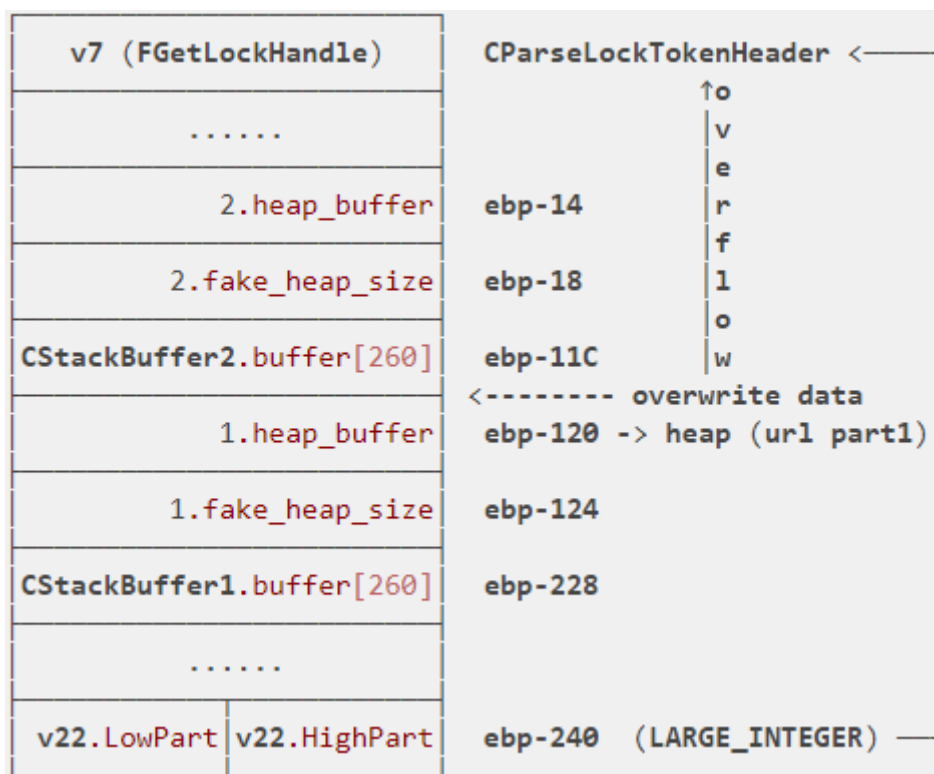 v7 (FGetLockHandle) CParseLockTokenHeader <
↑o
...... v
e
2.heap_buffer ebp-14 r
f
2.fake_heap_size ebp-18 l
o
CStackBuffer2.buffer[260] ebp-11C w
<-------- overwrite data
1.heap_buffer ebp-120 -> heap (url part1)
1.fake_heap_size ebp-124
CStackBuffer1.buffer[260] ebp-228
......
v22.LowPart v22.HighPart ebp-240 (LARGE_INTEGER)